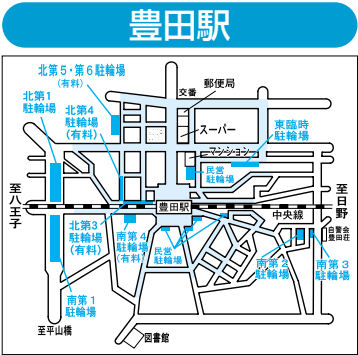 豊田駅
北第5・第6駐輪場
(有料)
郵便局
交番
北第1
駐輪場
北第4
駐輪場
(有料)
スーパー
東臨時
駐輪場
マンション
民営
駐輪場
至八王子
至日野
豊田駅
中央線
自警会
豊田荘
北第3
駐輪場
(有料)
南第4
駐輪場
(有料)
民営
駐輪場
南第2
駐輪場
南第3
駐輪場
南第1
駐輪場
至平山橋
図書館